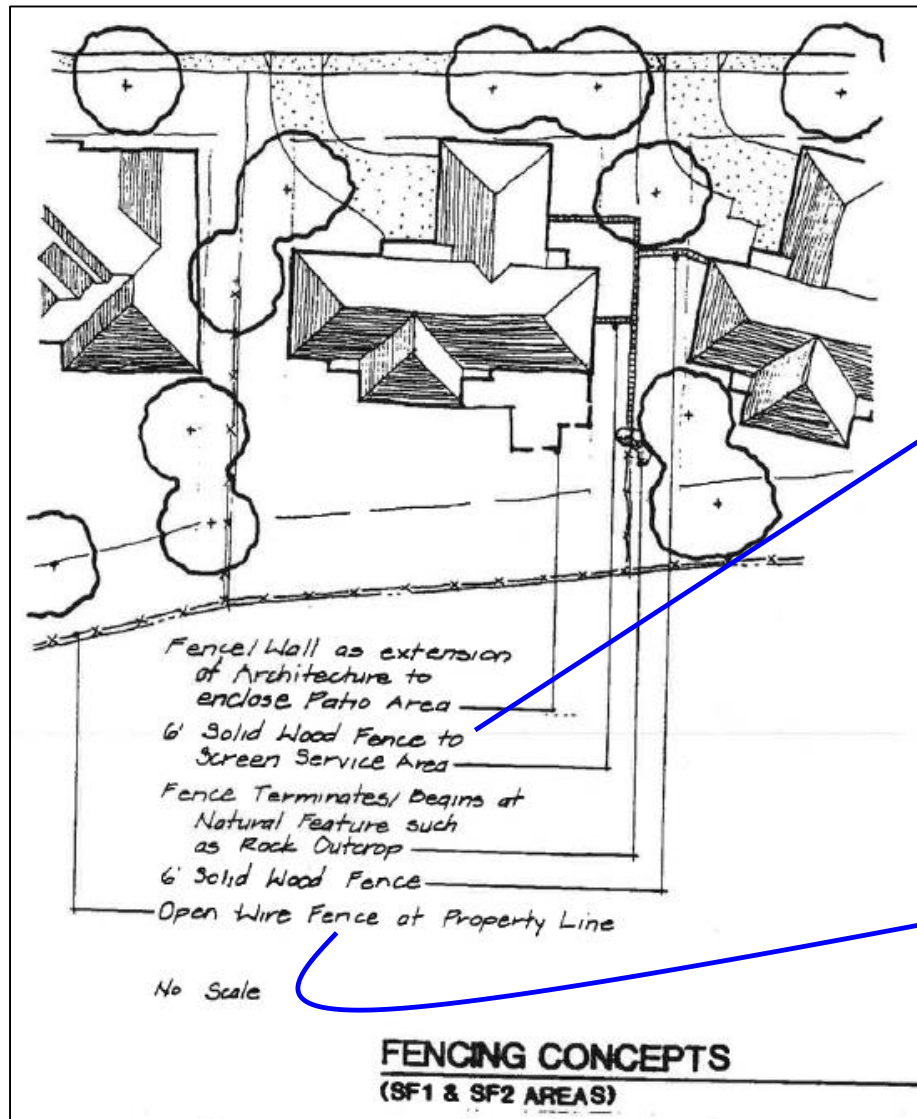 Fence/Wall as extension
of Architecture to
enclose Patio Area
6' Solid Wood Fence to
Screen Service Area
Fence Terminates/Begins at
Natural Feature such
as Rock Outcrop
6' Solid Wood Fence
Open Wire Fence at Property Line
No Scale
FENCING CONCEPTS
(SF1 & SF2 AREAS)